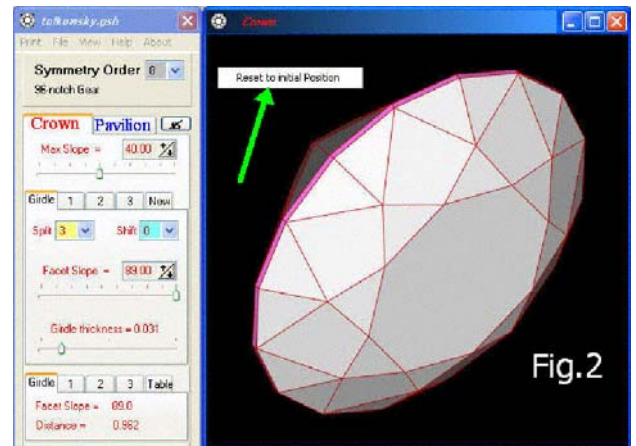 tolkowsky.gsh
Print File View Help About
Symmetry Order 8
96-notch Gear
Crown Pavilion
Max Slope = 40.00
Girdle 1 2 3 New
Split 3 Shift 0
Facet Slope = 89.00
Girdle thickness = 0.031
Girdle 1 2 3 Table
Facet Slope = 89.0
Distance = 0.962
Crown
Reset to initial Position
Fig.2